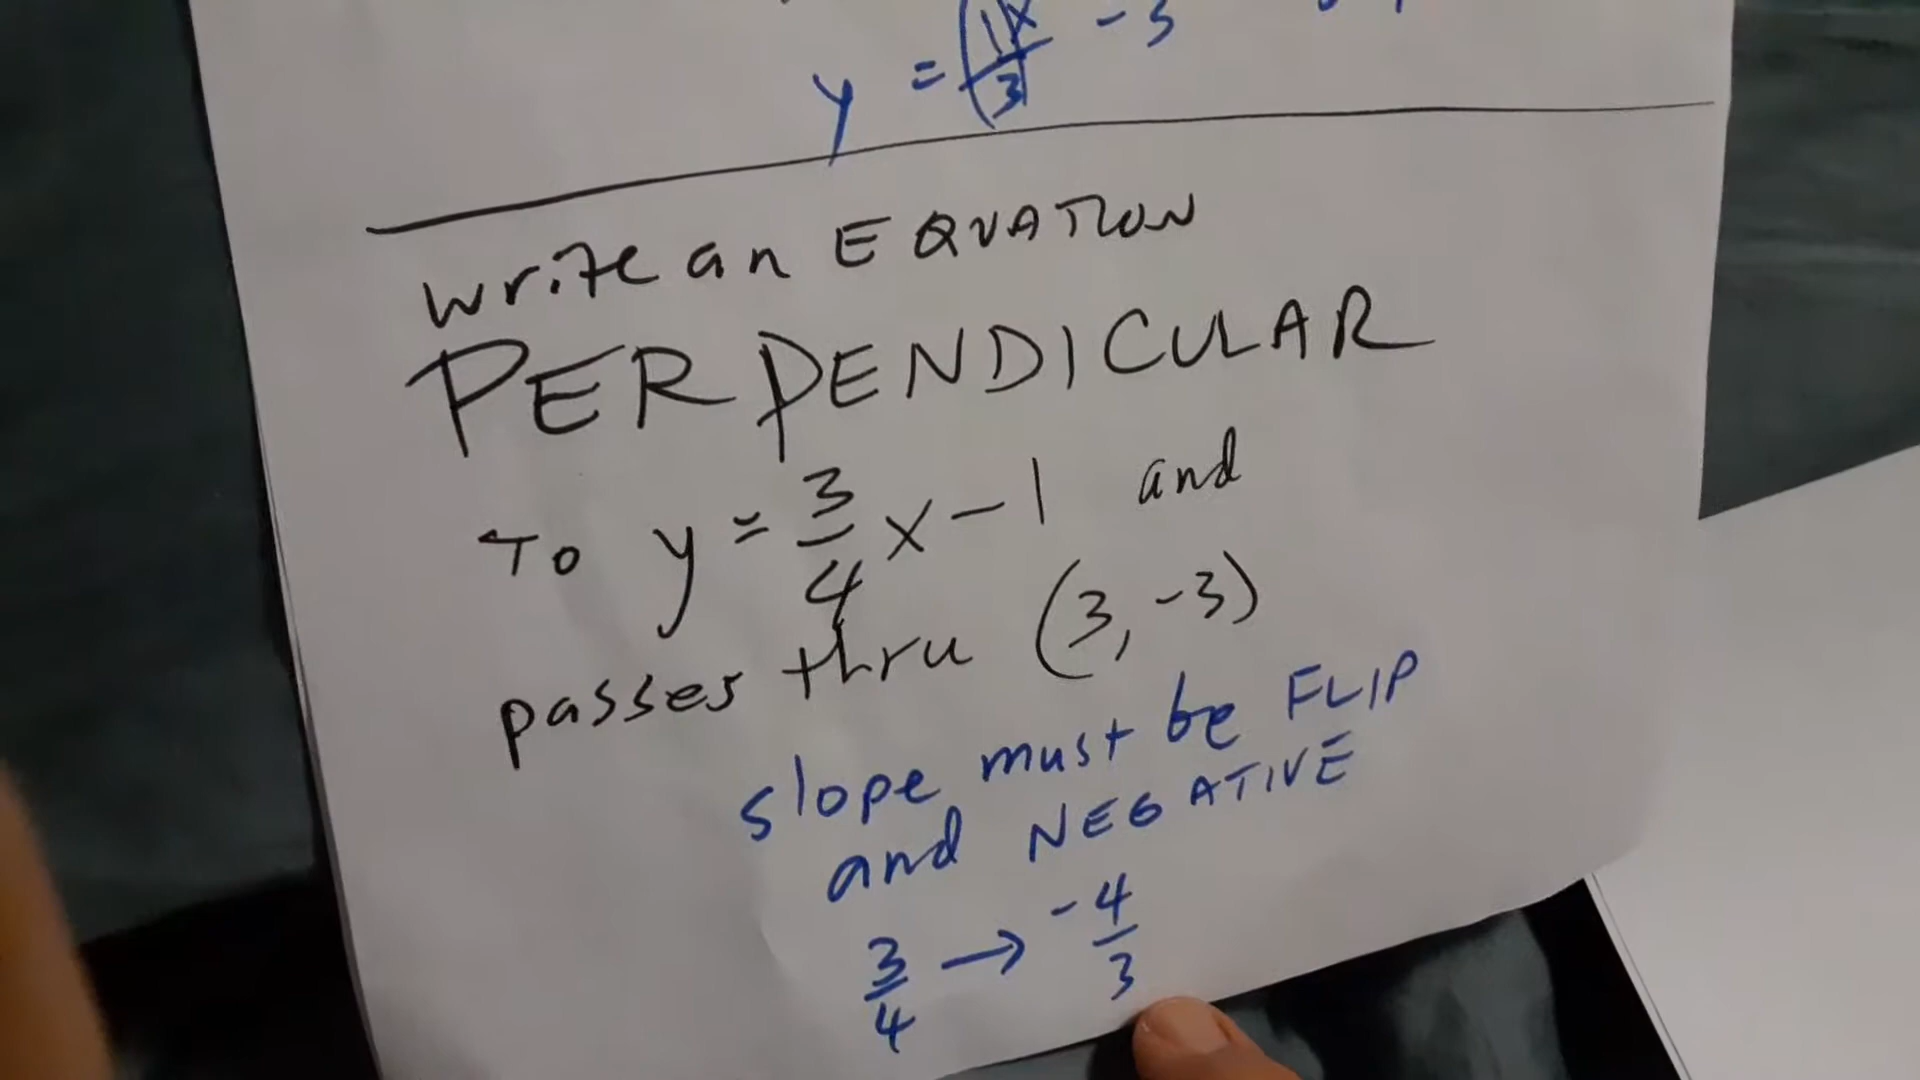 y = (1x/3 - 3
write an EQUATION
PERPENDICULAR
To y = 3/4 x - 1 and
passes thru (3, -3)
slope must be FLIP
and NEGATIVE
3/4 → -4/3